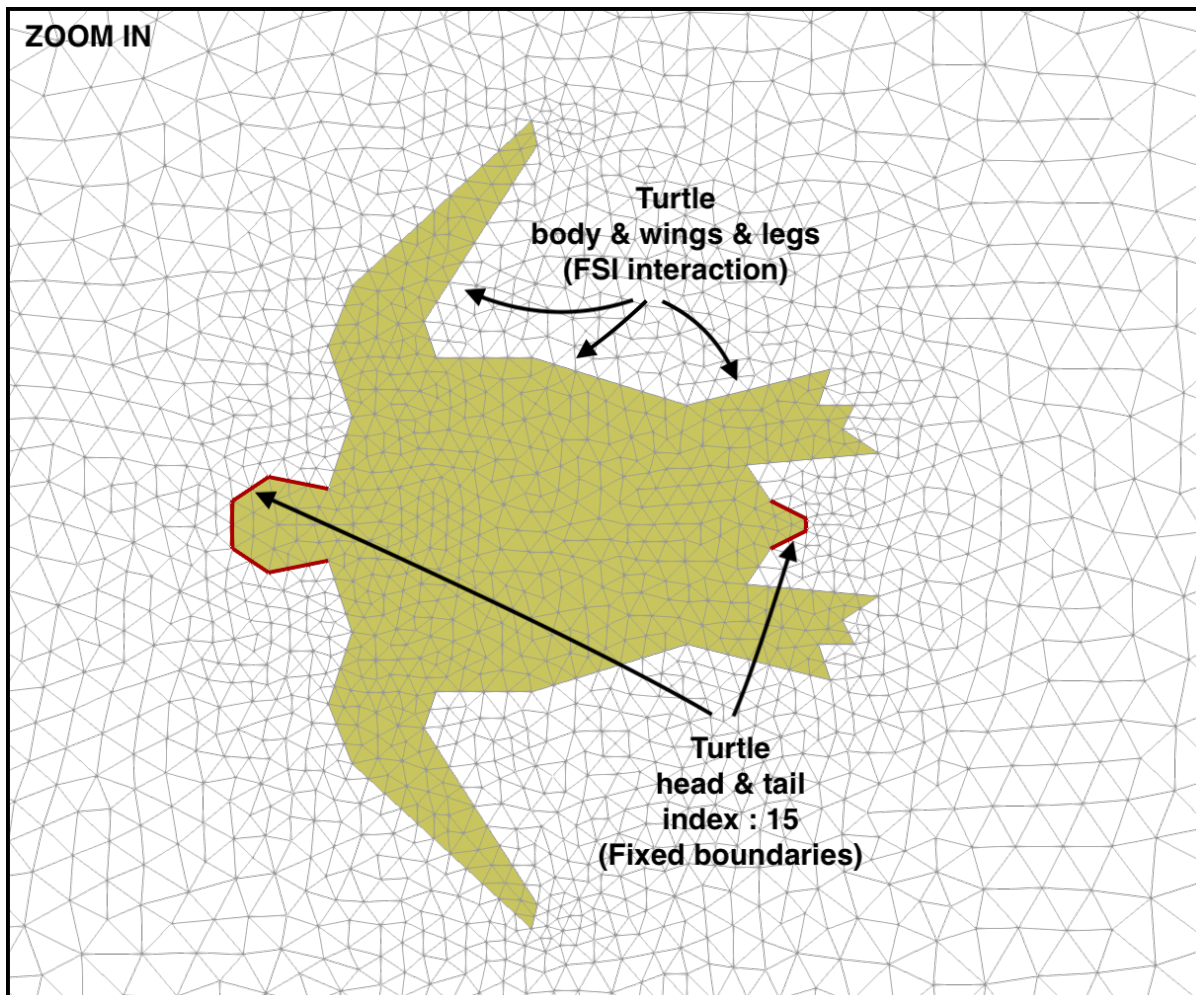 ZOOM IN
Turtle
body & wings & legs
(FSI interaction)
Turtle
head & tail
index : 15
(Fixed boundaries)